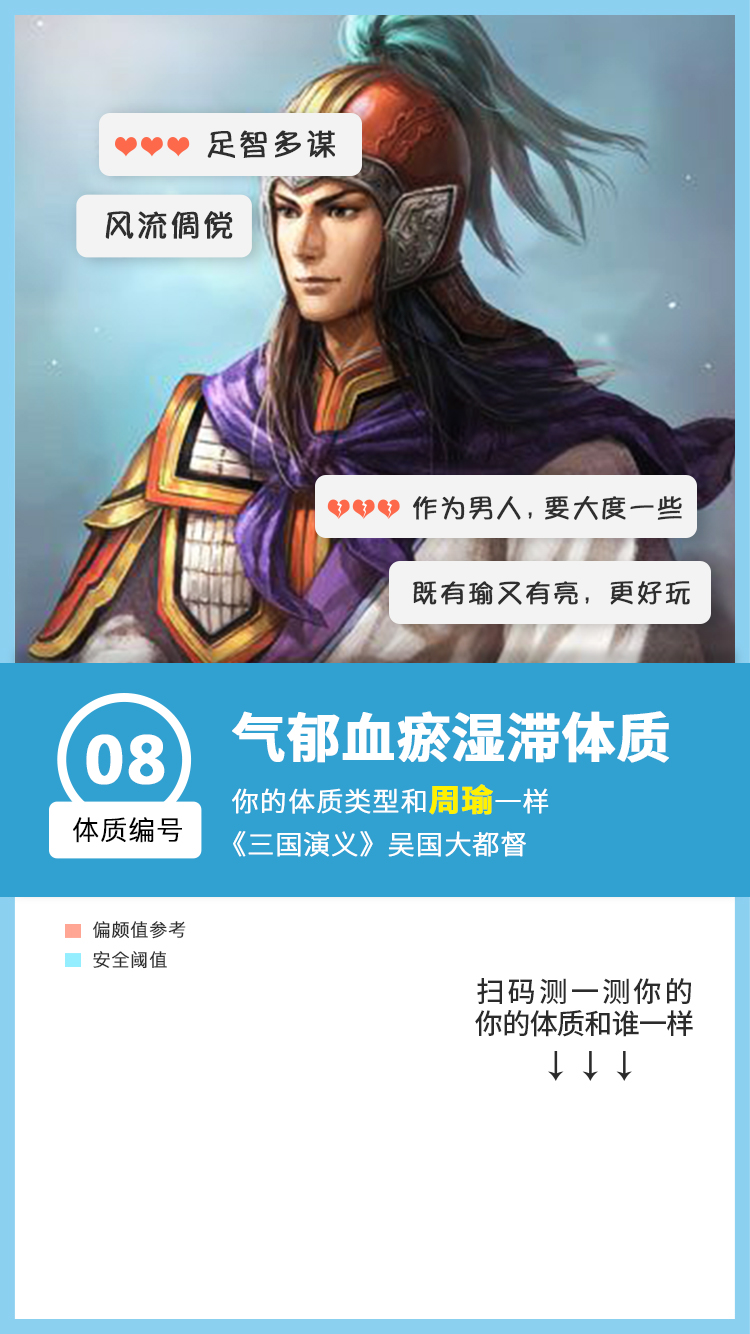 足智多谋
风流倜傥
作为男人,要大度一些
既有瑜又有亮，更好玩
08
体质编号
气郁血瘀湿滞体质
你的体质类型和周瑜一样
《三国演义》吴国大都督
偏颇值参考
安全阈值
扫码测一测你的
你的体质和谁一样
↓ ↓ ↓